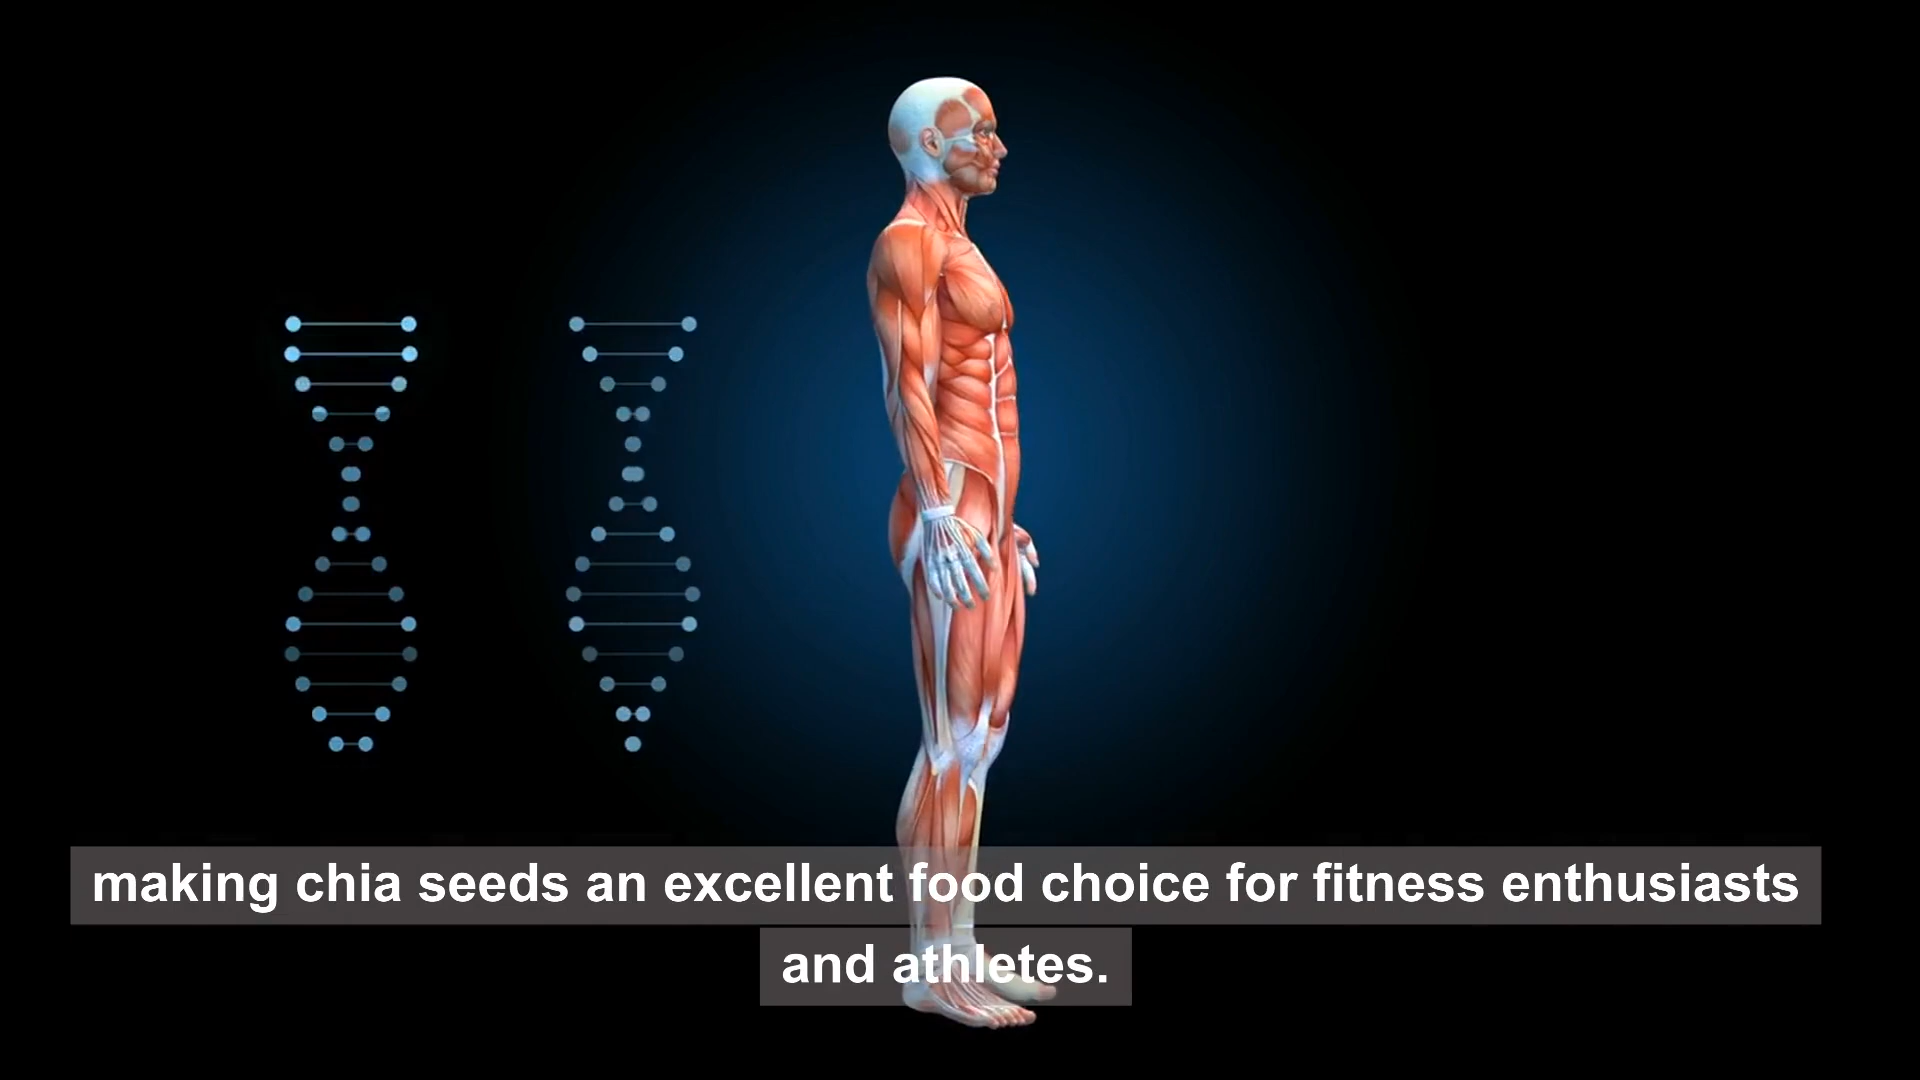 making chia seeds an excellent food choice for fitness enthusiasts
and athletes.